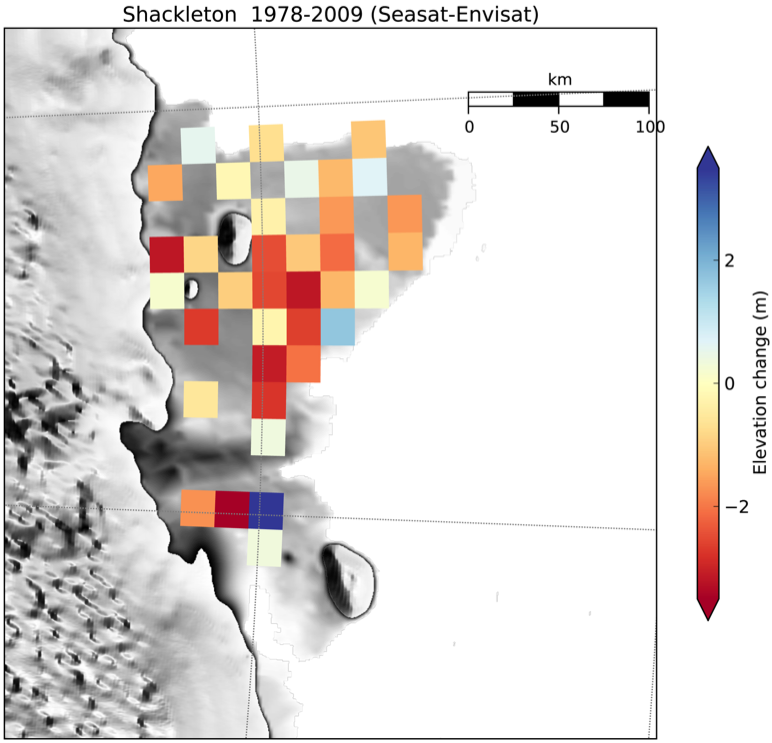 Shackleton 1978-2009 (Seasat-Envisat)
km
0 50 100
2
0
−2
Elevation change (m)